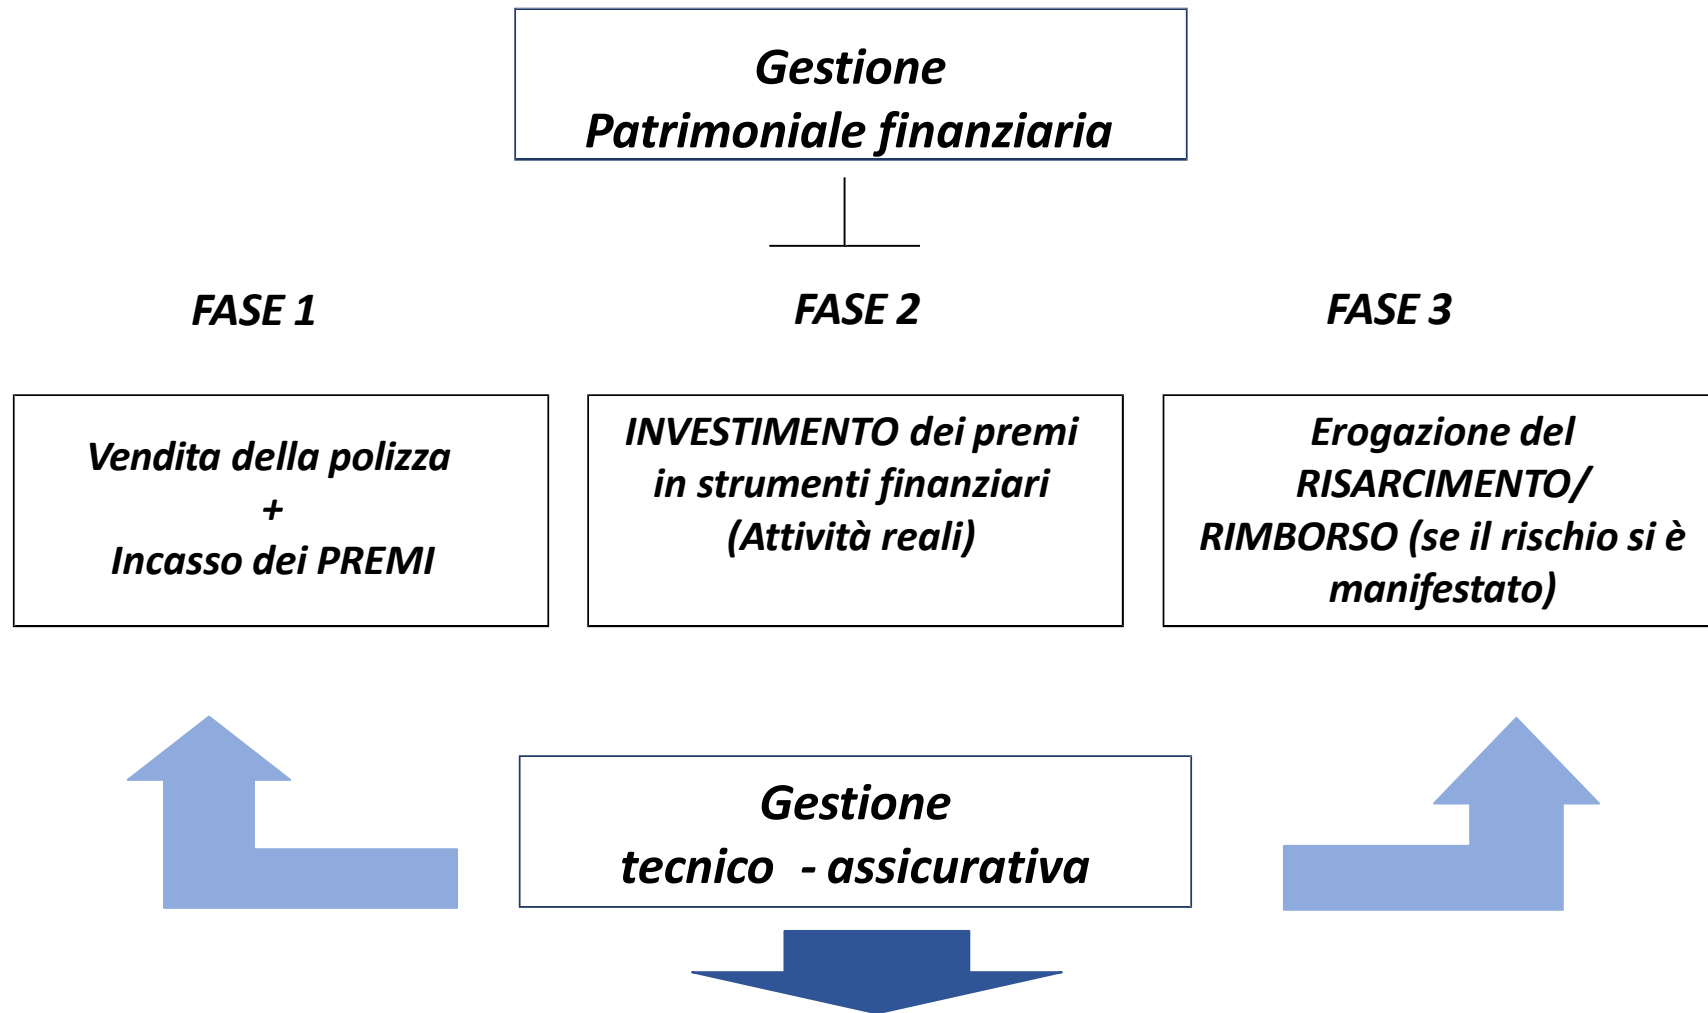 Gestione
Patrimoniale finanziaria
FASE 1
FASE 2
FASE 3
Vendita della polizza
+
Incasso dei PREMI
INVESTIMENTO dei premi
in strumenti finanziari
(Attività reali)
Erogazione del
RISARCIMENTO/
RIMBORSO (se il rischio si è
manifestato)
Gestione
tecnico - assicurativa